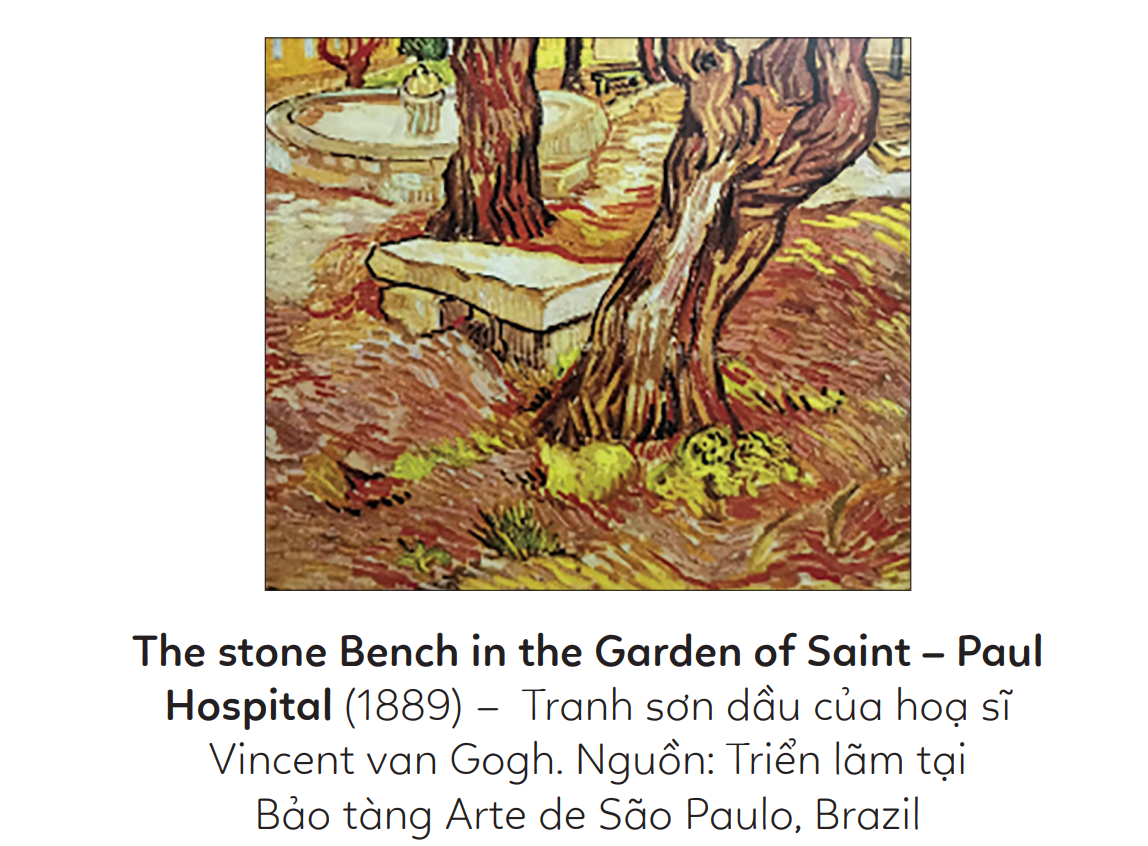 The stone Bench in the Garden of Saint – Paul
Hospital (1889) – Tranh sơn dầu của hoạ sĩ
Vincent van Gogh. Nguồn: Triển lãm tại
Bảo tàng Arte de São Paulo, Brazil